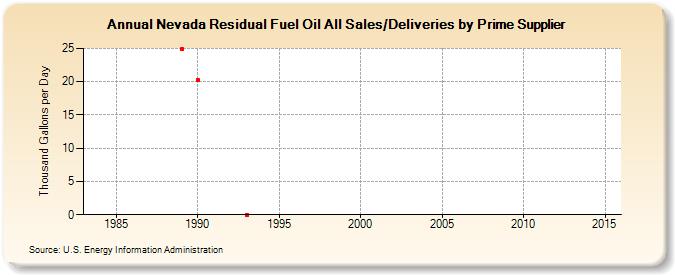 Annual Nevada Residual Fuel Oil All Sales/Deliveries by Prime Supplier
Thousand Gallons per Day
25
20
15
10
5
0
1985 1990 1995 2000 2005 2010 2015
Source: U.S. Energy Information Administration